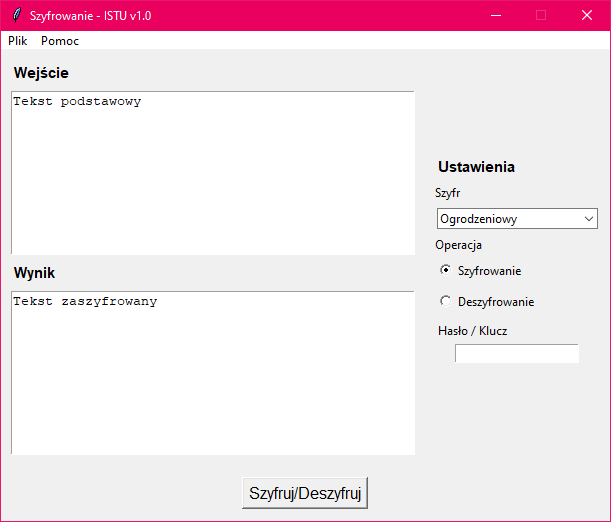 Szyfrowanie - ISTU v1.0
Plik Pomoc
Wejście
Tekst podstawowy
Wynik
Tekst zaszyfrowany
Szyfruj/Deszyfruj
Ustawienia
Szyfr
Ogrodzeniowy
Operacja
Szyfrowanie
Deszyfrowanie
Hasło / Klucz